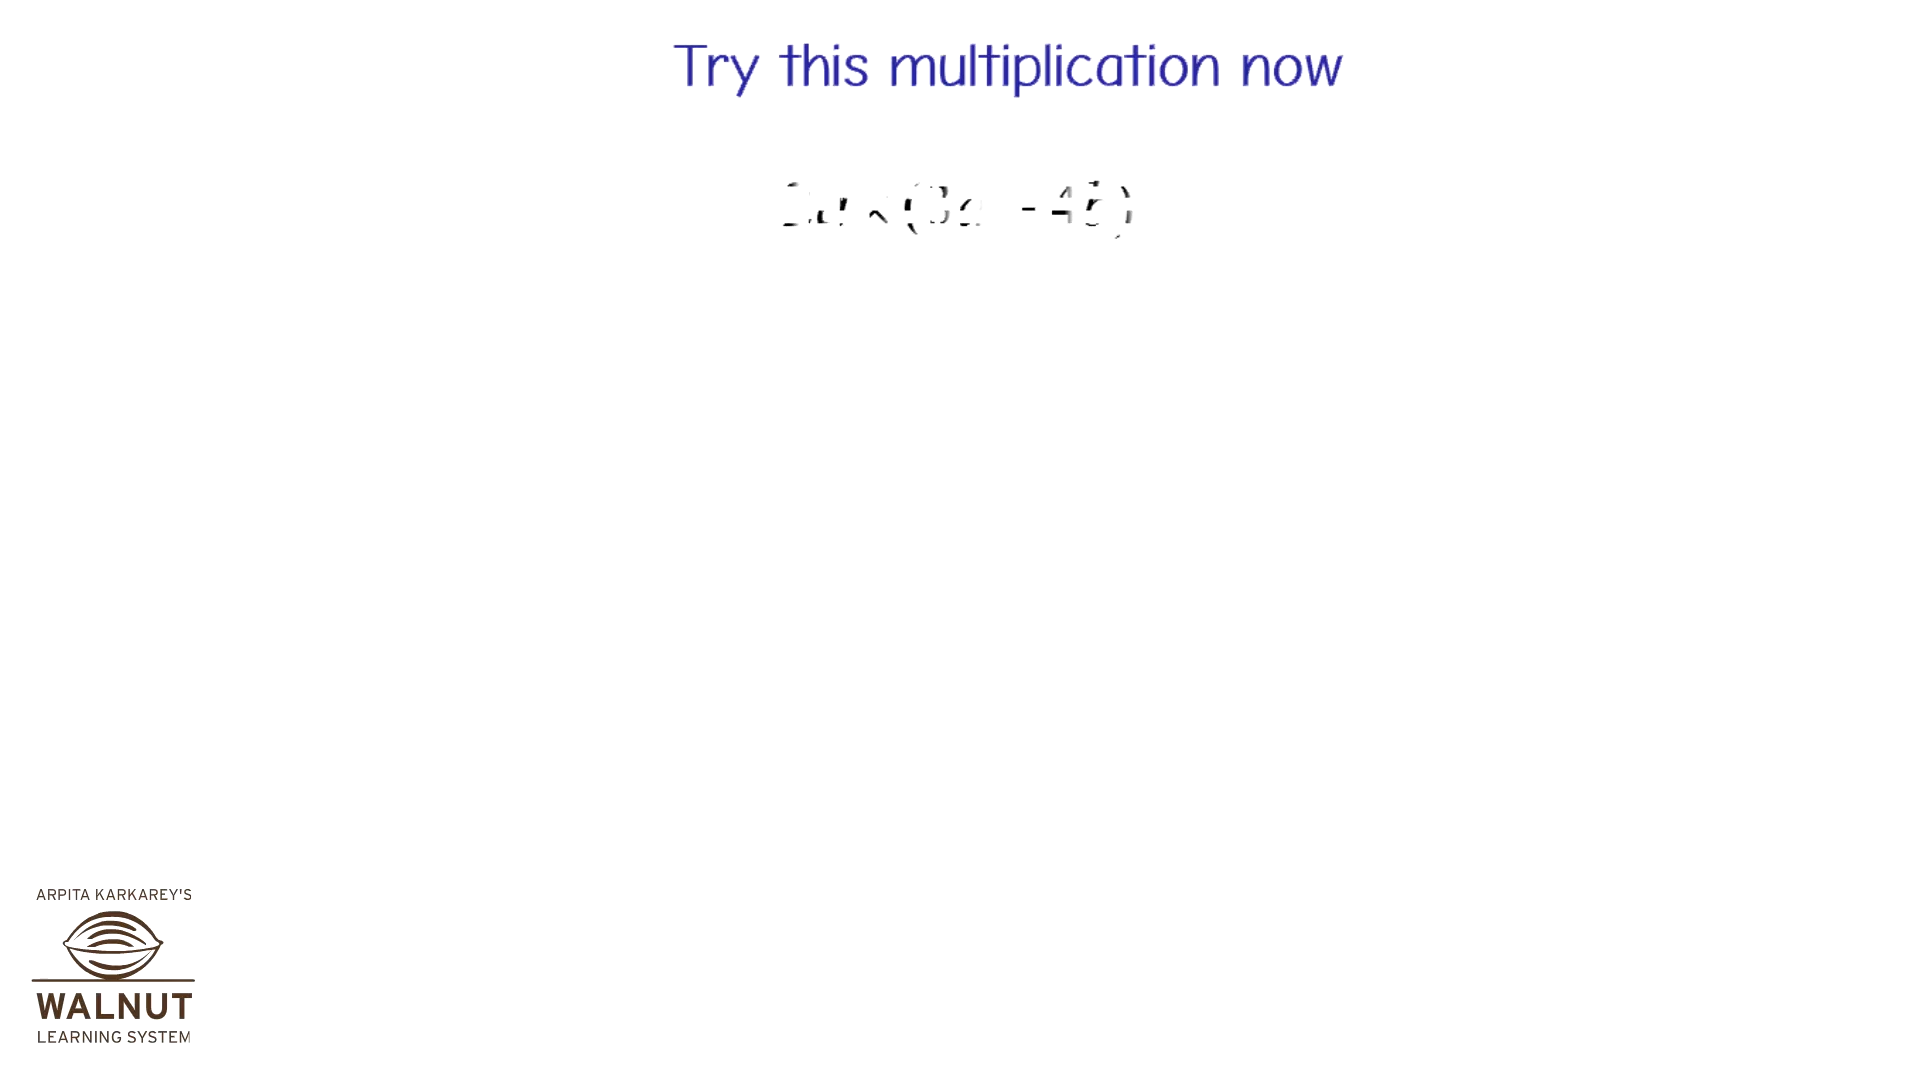 Try this multiplication now
ARPITA KARKAREY'S
WALNUT
LEARNING SYSTEM